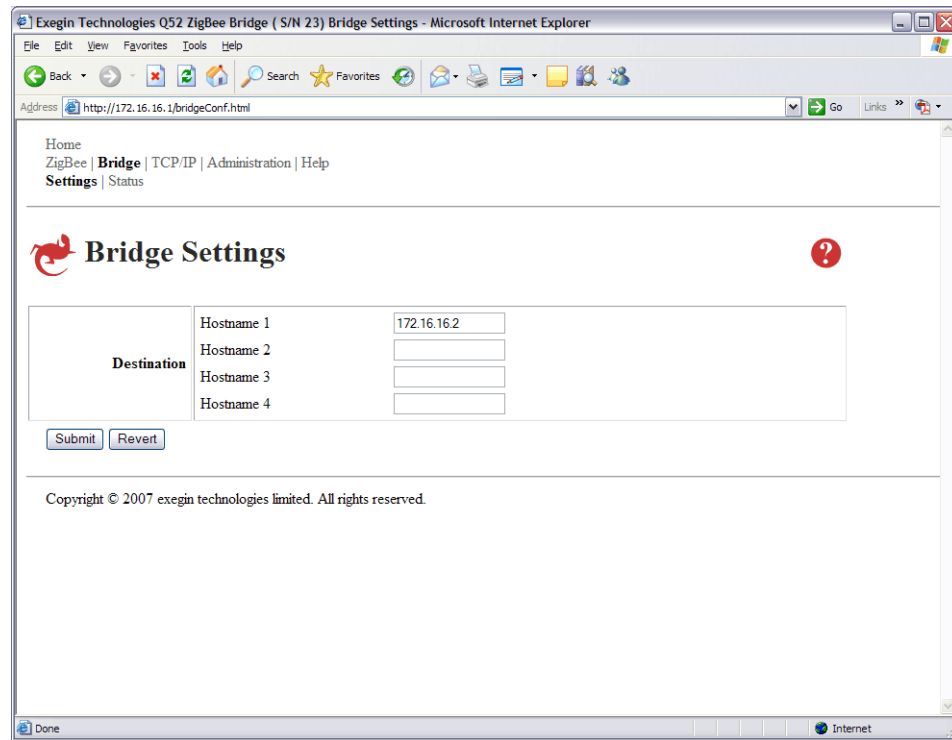 Exegin Technologies Q52 ZigBee Bridge ( S/N 23) Bridge Settings - Microsoft Internet Explorer
File Edit View Favorites Tools Help
Back Search Favorites
Address http://172.16.16.1/bridgeConf.html Go Links »
Home
ZigBee | Bridge | TCP/IP | Administration | Help
Settings | Status
Bridge Settings ?
Destination
Hostname 1 172.16.16.2
Hostname 2
Hostname 3
Hostname 4
Submit Revert
Copyright © 2007 exegin technologies limited. All rights reserved.
Done Internet